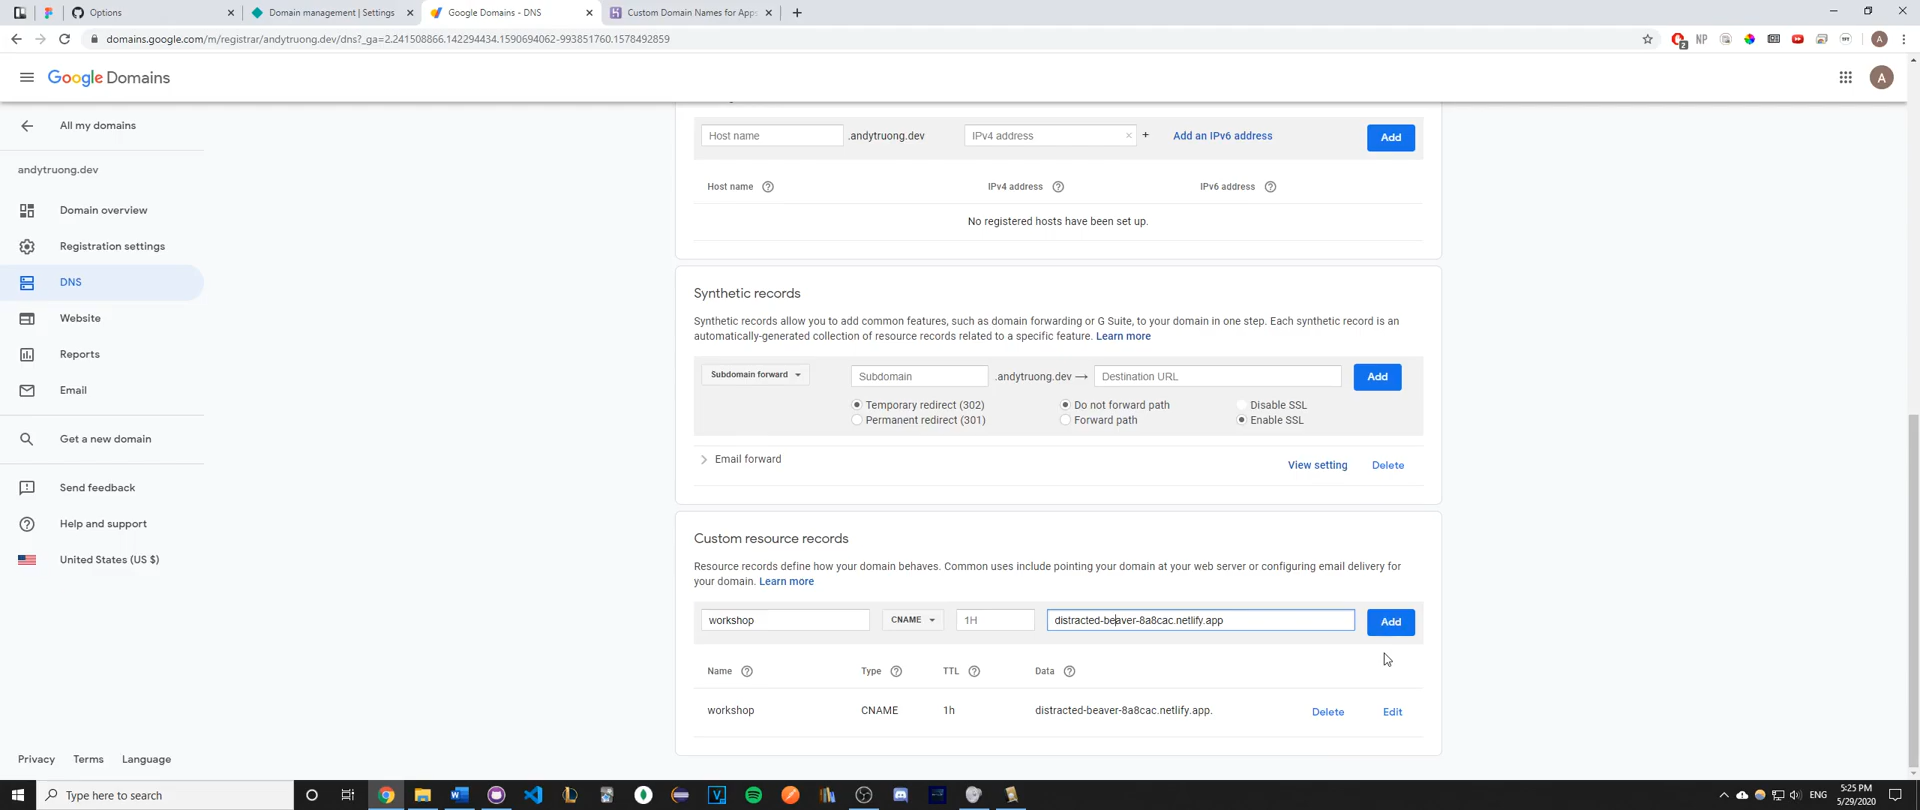 Options
Domain management | Settings
Google Domains - DNS
Custom Domain Names for Apps
domains.google.com/m/registrar/andytruong.dev/dns?_ga=2.241508866.142294434.1590694062-993851760.1578492859
2
NP
A
Google Domains
A
All my domains
andytruong.dev
Domain overview
Registration settings
DNS
Website
Reports
Email
Get a new domain
Send feedback
Help and support
United States (US $)
Privacy Terms Language
Host name .andytruong.dev IPv4 address × + Add an IPv6 address Add
Host name IPv4 address IPv6 address
No registered hosts have been set up.
Synthetic records
Synthetic records allow you to add common features, such as domain forwarding or G Suite, to your domain in one step. Each synthetic record is an
automatically-generated collection of resource records related to a specific feature. Learn more
Subdomain forward Subdomain .andytruong.dev → Destination URL Add
Temporary redirect (302) Do not forward path Disable SSL
Permanent redirect (301) Forward path Enable SSL
Email forward View setting Delete
Custom resource records
Resource records define how your domain behaves. Common uses include pointing your domain at your web server or configuring email delivery for
your domain. Learn more
workshop CNAME 1H distracted-beaver-8a8cac.netlify.app Add
Name Type TTL Data
workshop CNAME 1h distracted-beaver-8a8cac.netlify.app. Delete Edit
Type here to search
ENG
5:25 PM
5/29/2020